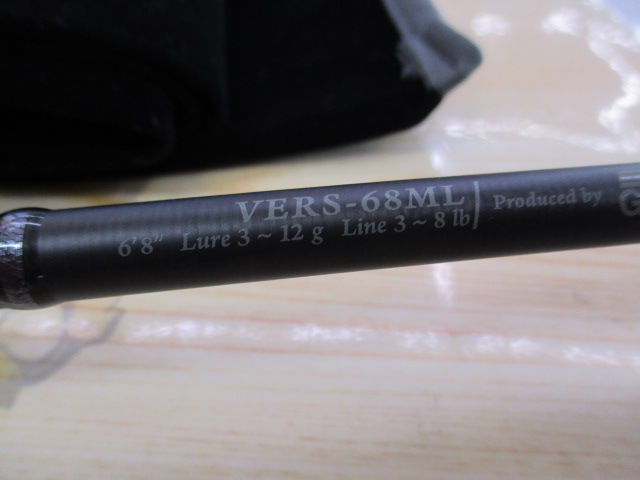 VERS-68ML
6'8" Lure 3~12 g Line 3~8 lb
Produced by